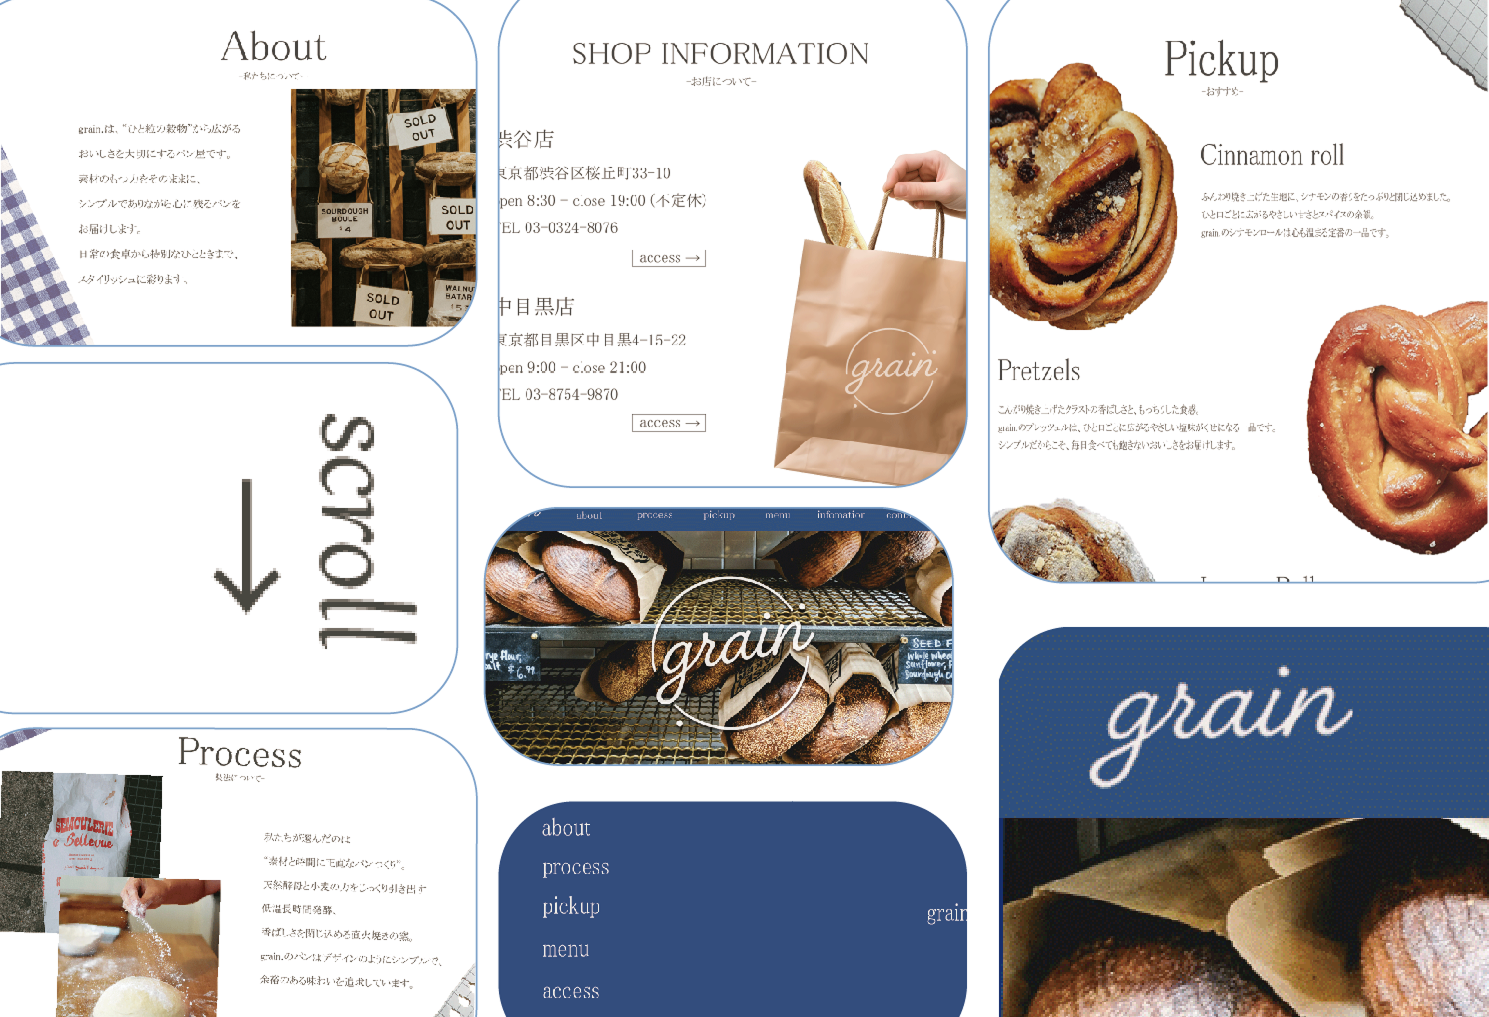 About
-私たちについて-
grain.は、“ひと粒の穀物”から広がる
おいしさを大切にするパン屋です。
素材のもつ力をそのままに、
シンプルでありながら心に残るパンを
お届けします。
日常の食卓から特別なひとときまで、
スタイリッシュに彩ります。
SOLD
OUT
SOURDOUGH
BOULE
$4
SOLD
OUT
SOLD
OUT
WALNUT
BATAR
scroll
Process
-製法について-
私たちが選んだのは
“素材と時間に正直なパンづくり”。
天然酵母と小麦の力をじっくり引き出す
低温長時間発酵、
香ばしさを閉じ込める直火焼きの窯。
grain.のパンはデザインのようにシンプルで、
余裕のある味わいを追求しています。
SEMOULERIE
Bellevue
SHOP INFORMATION
-お店について-
渋谷店
東京都渋谷区桜丘町33-10
open 8:30 - close 19:00 (不定休)
TEL 03-0324-8076
access →
中目黒店
東京都目黒区中目黒4-15-22
open 9:00 - close 21:00
TEL 03-8754-9870
access →
grain
about process pickup menu infomation
grain
rye flour,
salt $6.99
SEED F
whole wheat
Sunflower, F
Sourdough C
about
process
pickup
menu
access
grain
Pickup
-おすすめ-
Cinnamon roll
ふんわり焼き上げた生地に、シナモンの香りをたっぷりと閉じ込めました。
ひと口ごとに広がるやさしい甘さとスパイスの余韻。
grain.のシナモンロールは心も温まる定番の一品です。
Pretzels
こんがり焼き上げたクラストの香ばしさと、もっちりした食感。
grain.のプレッツェルは、ひと口ごとに広がるやさしい塩味がくせになる一品です。
シンプルだからこそ、毎日食べても飽きないおいしさをお届けします。
grain